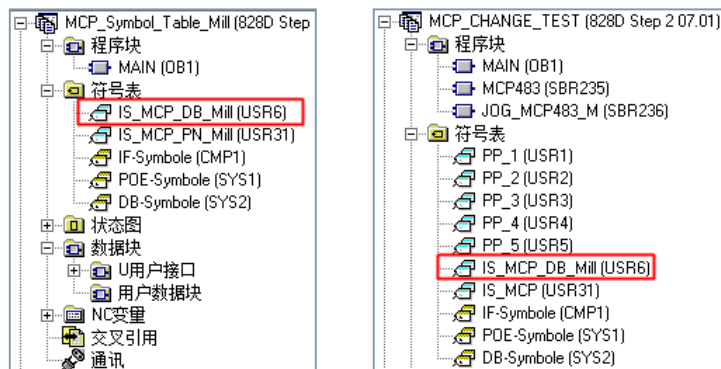 MCP_Symbol_Table_Mill (828D Step
程序块
MAIN (OB1)
符号表
IS_MCP_DB_Mill (USR6)
IS_MCP_PN_Mill (USR31)
IF-Symbole (CMP1)
POE-Symbole (SYS1)
DB-Symbole (SYS2)
状态图
数据块
U用户接口
用户数据块
NC变量
交叉引用
通讯
MCP_CHANGE_TEST (828D Step 2 07.01)
程序块
MAIN (OB1)
MCP483 (SBR235)
JOG_MCP483_M (SBR236)
符号表
PP_1 (USR1)
PP_2 (USR2)
PP_3 (USR3)
PP_4 (USR4)
PP_5 (USR5)
IS_MCP_DB_Mill (USR6)
IS_MCP (USR31)
IF-Symbole (CMP1)
POE-Symbole (SYS1)
DB-Symbole (SYS2)